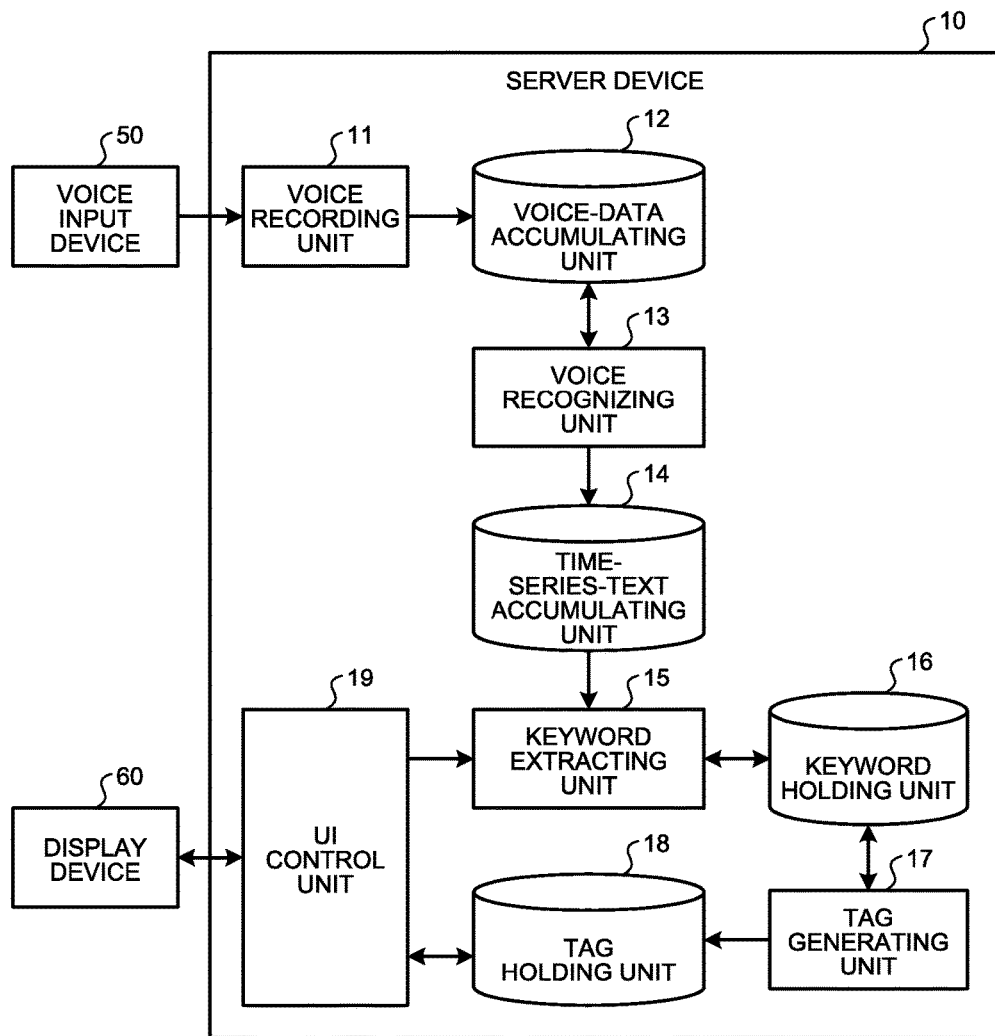 10
SERVER DEVICE
50
11
12
VOICE
INPUT
DEVICE
VOICE
RECORDING
UNIT
VOICE-DATA
ACCUMULATING
UNIT
13
VOICE
RECOGNIZING
UNIT
14
TIME-
SERIES-TEXT
ACCUMULATING
UNIT
19
15
16
KEYWORD
EXTRACTING
UNIT
KEYWORD
HOLDING UNIT
60
DISPLAY
DEVICE
UI
CONTROL
UNIT
18
17
TAG
HOLDING UNIT
TAG
GENERATING
UNIT